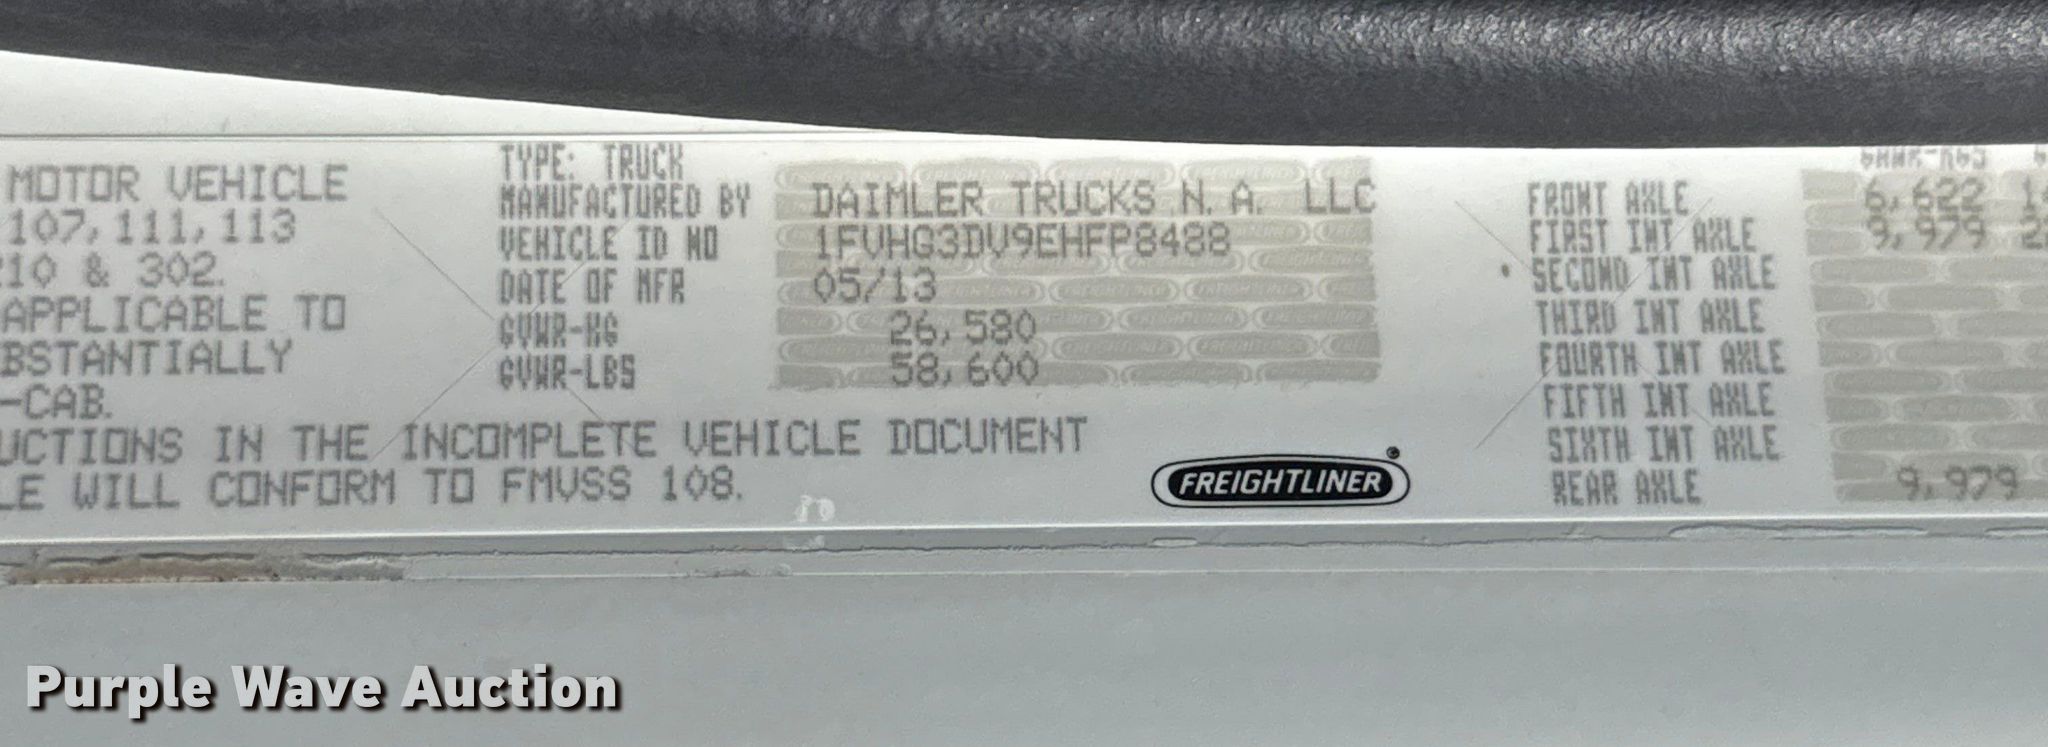 MOTOR VEHICLE
107, 111, 113
210 & 302.
APPLICABLE TO
BSTANTIALLY
-CAB.
UCTIONS IN THE INCOMPLETE VEHICLE DOCUMENT
LE WILL CONFORM TO FMVSS 108.
TYPE: TRUCK
MANUFACTURED BY DAIMLER TRUCKS N. A. LLC
VEHICLE ID NO 1FVHG3DV9EHFP8488
DATE OF MFR 05/13
GVWR-KG 26,580
GVWR-LBS 58,600
FREIGHTLINER
GAWR-KGS
FRONT AXLE 6,622
FIRST INT AXLE 9,979
SECOND INT AXLE
THIRD INT AXLE
FOURTH INT AXLE
FIFTH INT AXLE
SIXTH INT AXLE
REAR AXLE 9,979
Purple Wave Auction